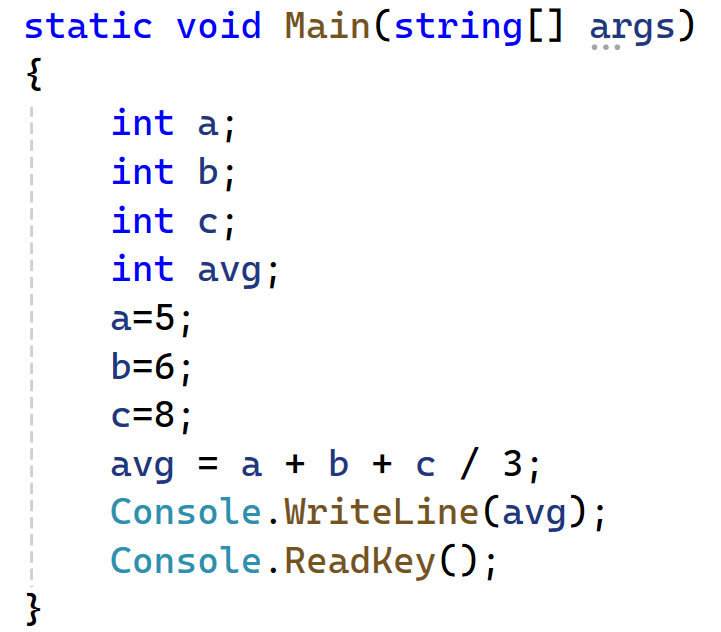 static void Main(string[] args)
{
    int a;
    int b;
    int c;
    int avg;
    a=5;
    b=6;
    c=8;
    avg = a + b + c / 3;
    Console.WriteLine(avg);
    Console.ReadKey();
}